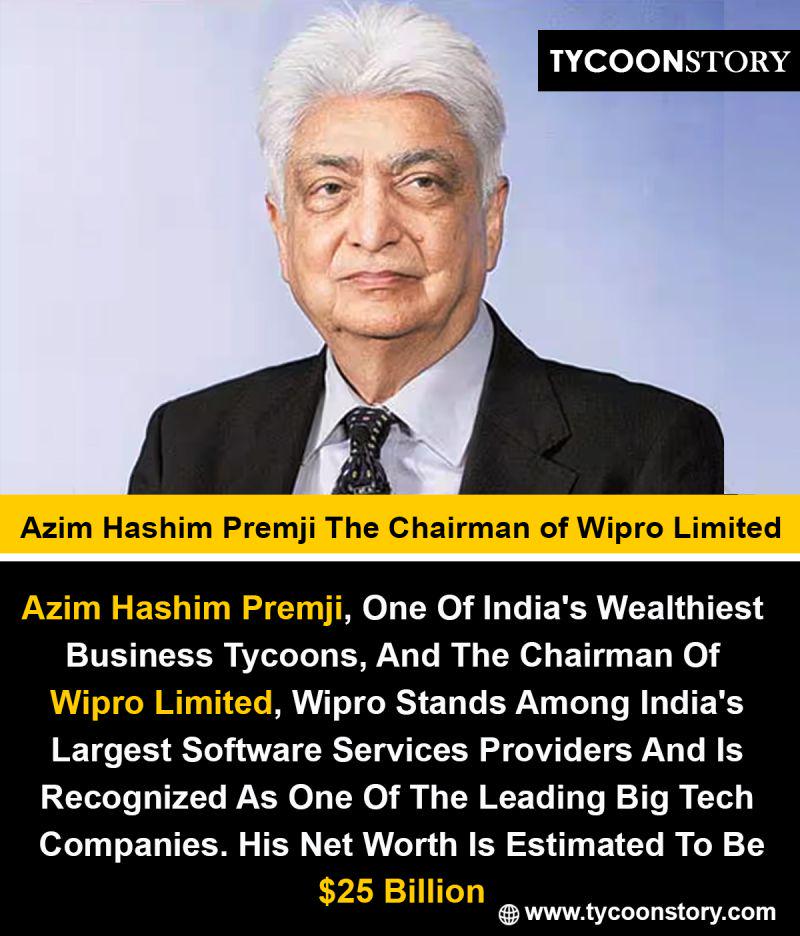 TYCOONSTORY
Azim Hashim Premji The Chairman of Wipro Limited
Azim Hashim Premji, One Of India's Wealthiest
Business Tycoons, And The Chairman Of
Wipro Limited, Wipro Stands Among India's
Largest Software Services Providers And Is
Recognized As One Of The Leading Big Tech
Companies. His Net Worth Is Estimated To Be
$25 Billion
www.tycoonstory.com